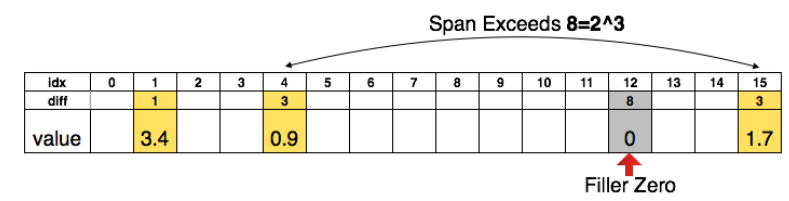 Span Exceeds 8=2^3
idx 0 1 2 3 4 5 6 7 8 9 10 11 12 13 14 15
diff 1 3 8 3
value 3.4 0.9 0 1.7
Filler Zero